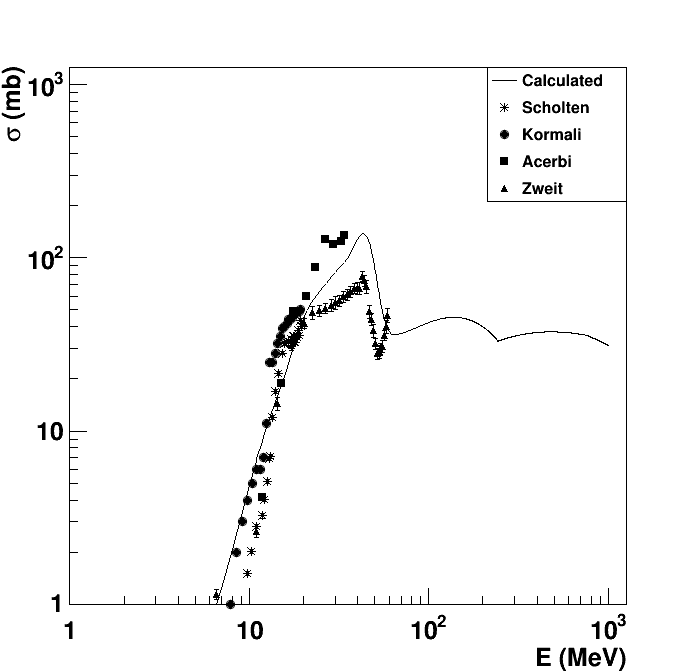 σ (mb)
10³
10²
10
1
Calculated
Scholten
Kormali
Acerbi
Zweit
1 10 10² 10³
E (MeV)